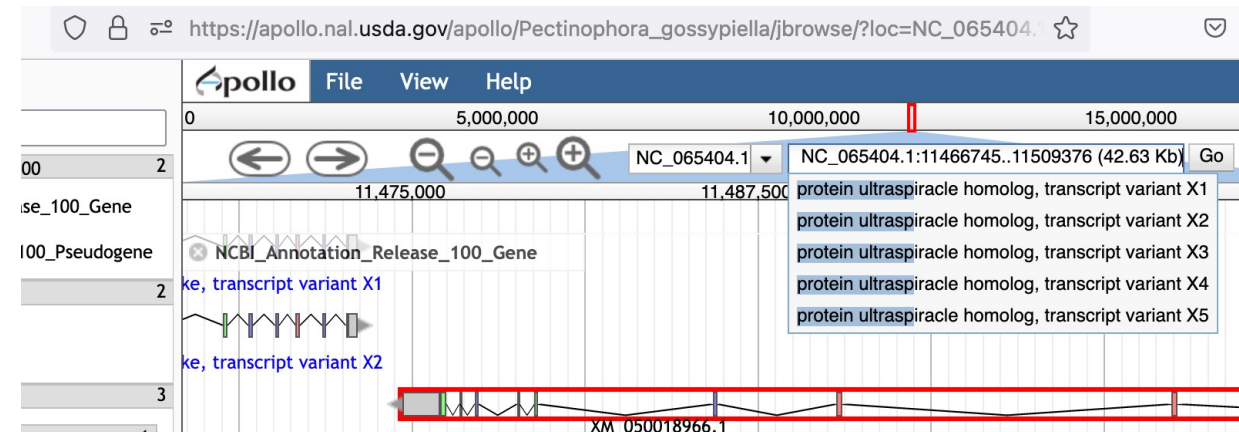 https://apollo.nal.usda.gov/apollo/Pectinophora_gossypiella/jbrowse/?loc=NC_065404.
Apollo File View Help
0 5,000,000 10,000,000 15,000,000
NC_065404.1 NC_065404.1:11466745..11509376 (42.63 Kb) Go
00 2
11,475,000 11,487,500
protein ultraspiracle homolog, transcript variant X1
se_100_Gene
protein ultraspiracle homolog, transcript variant X2
100_Pseudogene
NCBI_Annotation_Release_100_Gene
protein ultraspiracle homolog, transcript variant X3
2
ke, transcript variant X1
protein ultraspiracle homolog, transcript variant X4
protein ultraspiracle homolog, transcript variant X5
ke, transcript variant X2
3
XM_050018966.1